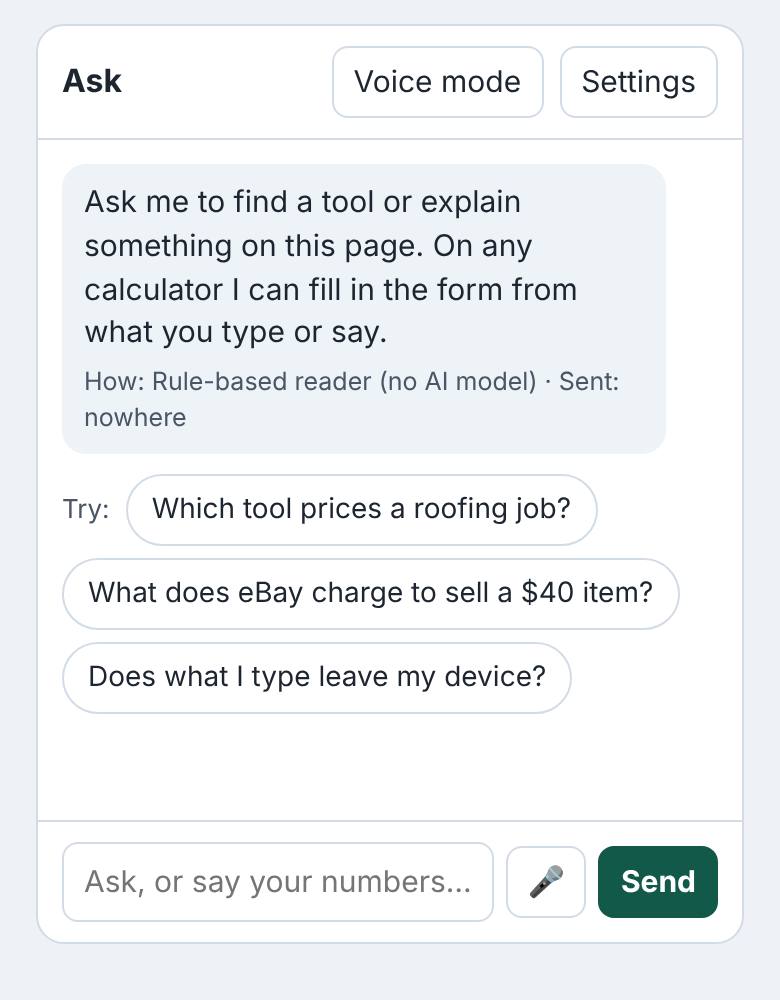 Ask
Voice mode
Settings
Ask me to find a tool or explain
something on this page. On any
calculator I can fill in the form from
what you type or say.
How: Rule-based reader (no AI model) · Sent:
nowhere
Try:
Which tool prices a roofing job?
What does eBay charge to sell a $40 item?
Does what I type leave my device?
Ask, or say your numbers...
Send